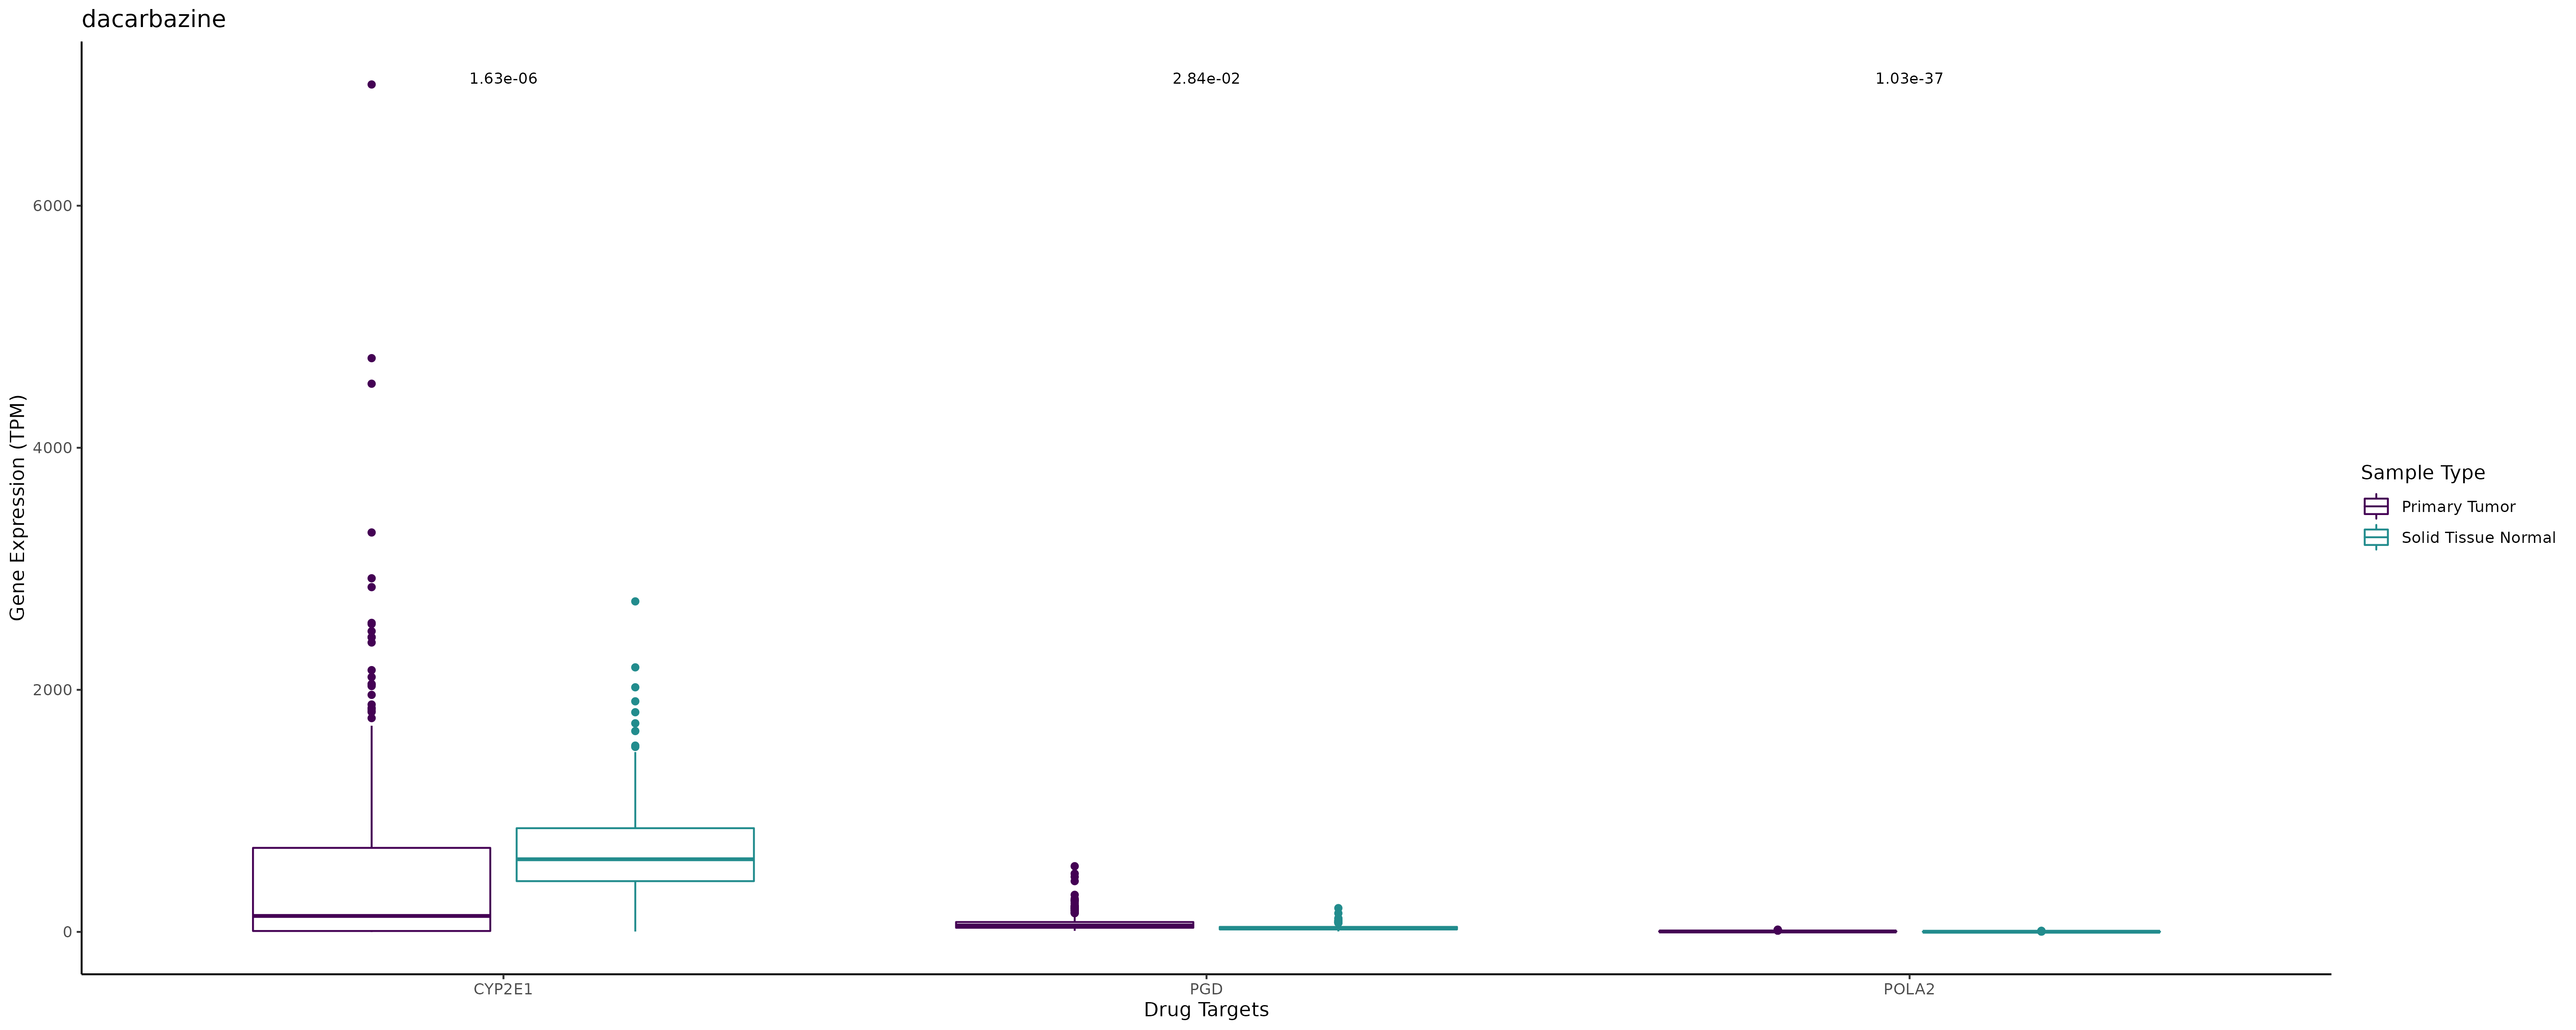 dacarbazine
1.63e-06
2.84e-02
1.03e-37
6000
4000
2000
0
Gene Expression (TPM)
CYP2E1
PGD
POLA2
Drug Targets
Sample Type
Primary Tumor
Solid Tissue Normal